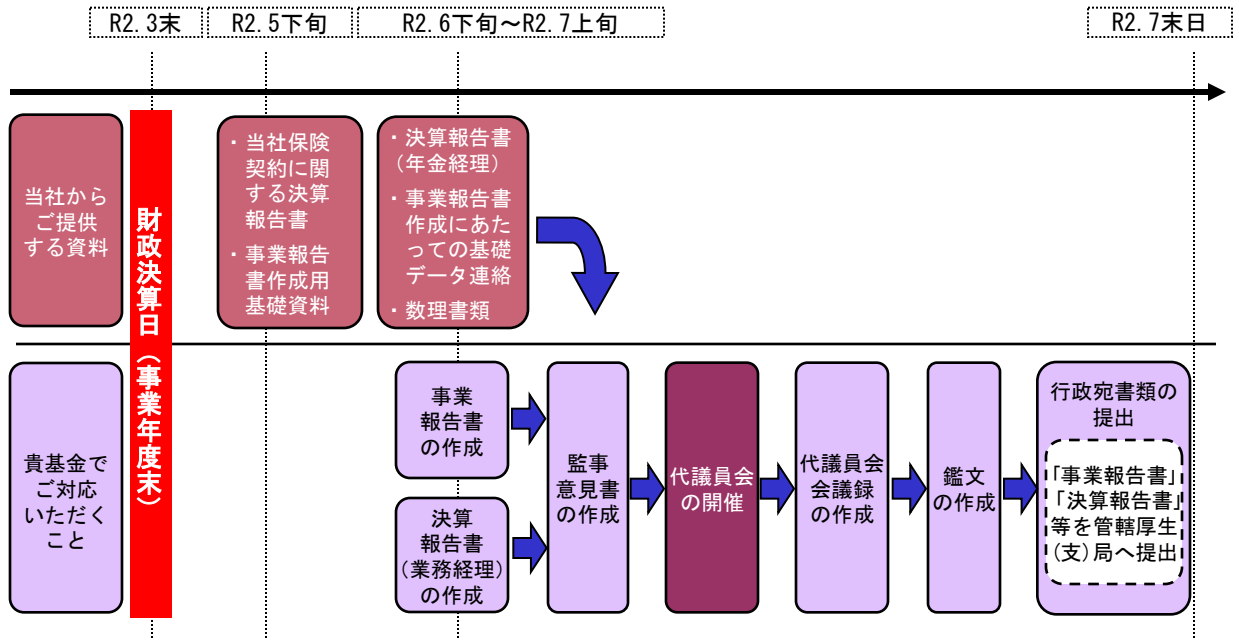 R2.3末
R2.5下旬
R2.6下旬～R2.7上旬
R2.7末日
当社から
ご提供
する資料
財政決算日（事業年度末）
・当社保険
契約に関
する決算
報告書
・事業報告
書作成用
基礎資料
・決算報告書
（年金経理）
・事業報告書
作成にあた
っての基礎
データ連絡
・数理書類
貴基金で
ご対応
いただく
こと
事業
報告書
の作成
決算
報告書
(業務経理)
の作成
監事
意見書
の作成
代議員会
の開催
代議員会
会議録
の作成
鑑文
の作成
行政宛書類の
提出
「事業報告書」
「決算報告書」
等を管轄厚生
(支)局へ提出